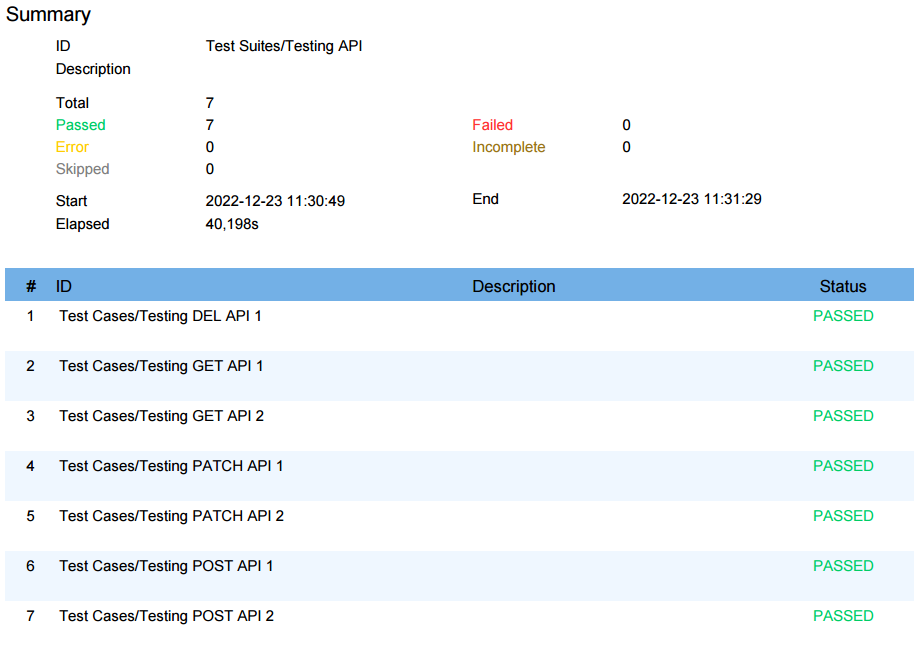 Summary
ID Test Suites/Testing API
Description
Total 7
Passed 7 Failed 0
Error 0 Incomplete 0
Skipped 0
Start 2022-12-23 11:30:49 End 2022-12-23 11:31:29
Elapsed 40,198s
# ID Description Status
1 Test Cases/Testing DEL API 1 PASSED
2 Test Cases/Testing GET API 1 PASSED
3 Test Cases/Testing GET API 2 PASSED
4 Test Cases/Testing PATCH API 1 PASSED
5 Test Cases/Testing PATCH API 2 PASSED
6 Test Cases/Testing POST API 1 PASSED
7 Test Cases/Testing POST API 2 PASSED